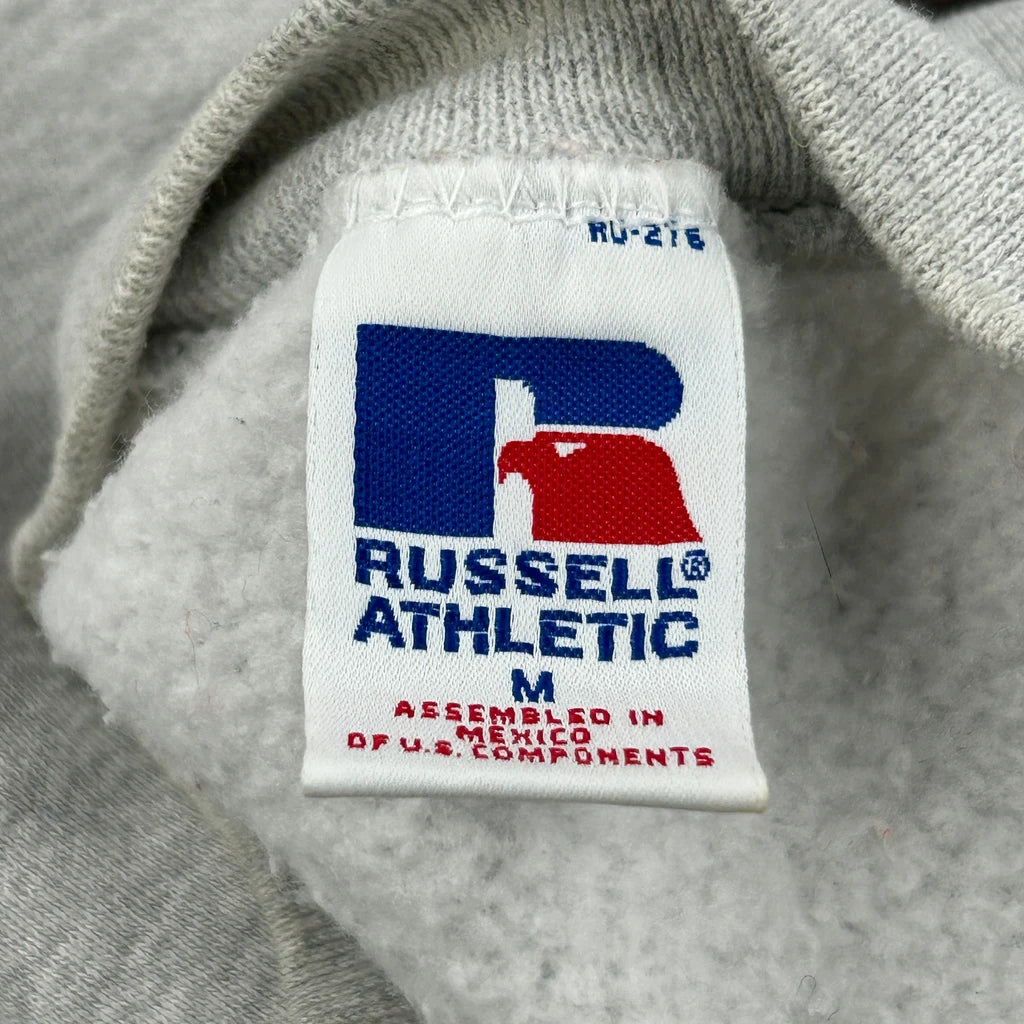 RU-276
RUSSELL®
ATHLETIC
M
ASSEMBLED IN
MEXICO
OF U.S. COMPONENTS